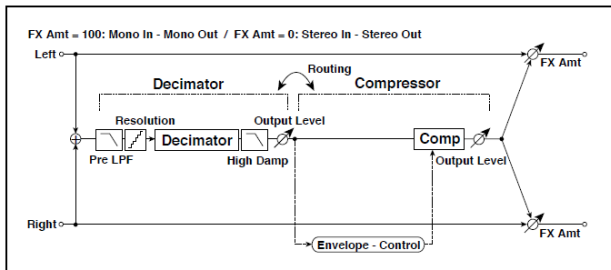 FX Amt = 100: Mono In - Mono Out / FX Amt = 0: Stereo In - Stereo Out
Left
FX Amt
Routing
Decimator
Compressor
Resolution
Output Level
Decimator
Comp
Pre LPF
High Damp
Output Level
Right
FX Amt
Envelope - Control